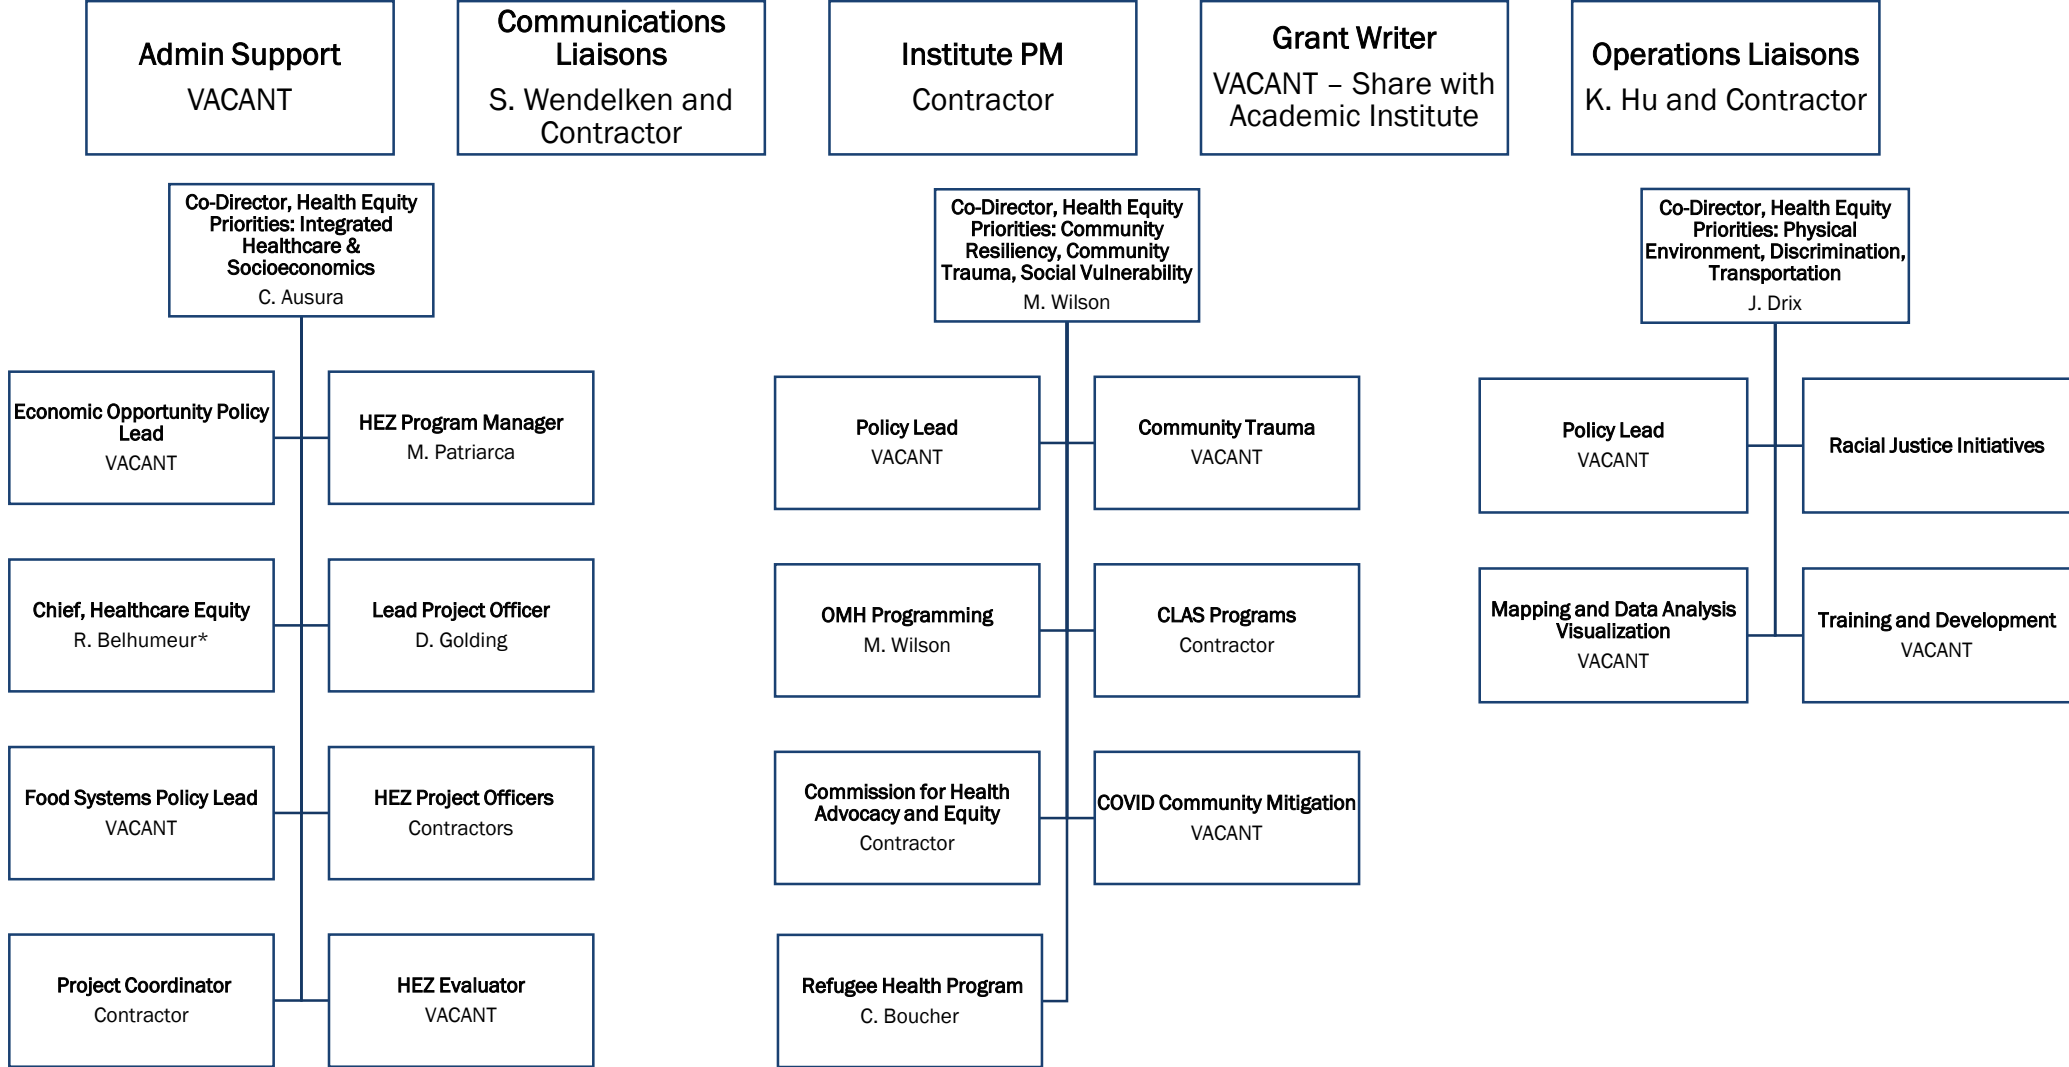 Admin Support
VACANT
Communications
Liaisons
S. Wendelken and
Contractor
Institute PM
Contractor
Grant Writer
VACANT – Share with
Academic Institute
Operations Liaisons
K. Hu and Contractor
Co-Director, Health Equity
Priorities: Integrated
Healthcare &
Socioeconomics
C. Ausura
Economic Opportunity Policy
Lead
VACANT
HEZ Program Manager
M. Patriarca
Chief, Healthcare Equity
R. Belhumeur*
Lead Project Officer
D. Golding
Food Systems Policy Lead
VACANT
HEZ Project Officers
Contractors
Project Coordinator
Contractor
HEZ Evaluator
VACANT
Co-Director, Health Equity
Priorities: Community
Resiliency, Community
Trauma, Social Vulnerability
M. Wilson
Policy Lead
VACANT
Community Trauma
VACANT
OMH Programming
M. Wilson
CLAS Programs
Contractor
Commission for Health
Advocacy and Equity
Contractor
COVID Community Mitigation
VACANT
Refugee Health Program
C. Boucher
Co-Director, Health Equity
Priorities: Physical
Environment, Discrimination,
Transportation
J. Drix
Policy Lead
VACANT
Racial Justice Initiatives
Mapping and Data Analysis
Visualization
VACANT
Training and Development
VACANT